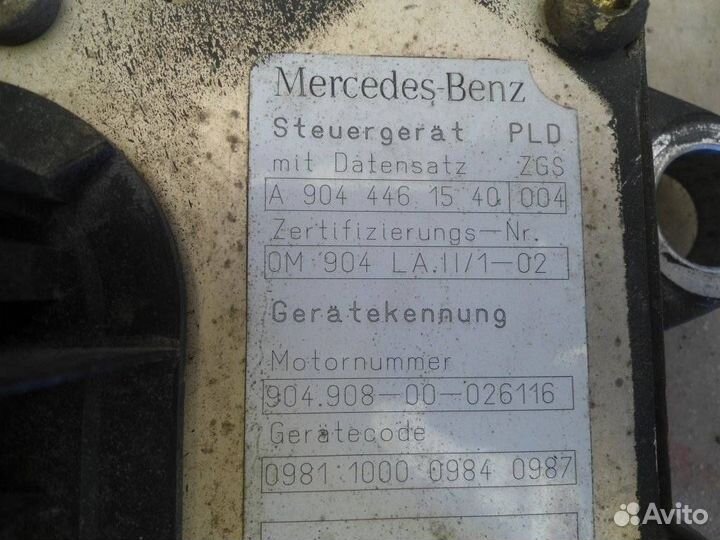 Mercedes-Benz
Steuergerät PLD
mit Datensatz ZGS
A 904 446 15 40 004
Zertifizierungs-Nr.
OM 904 LA.II/1-02
Gerätekennung
Motornummer
904.908-00-026116
Gerätecode
0981 1000 0984 0987
Avito